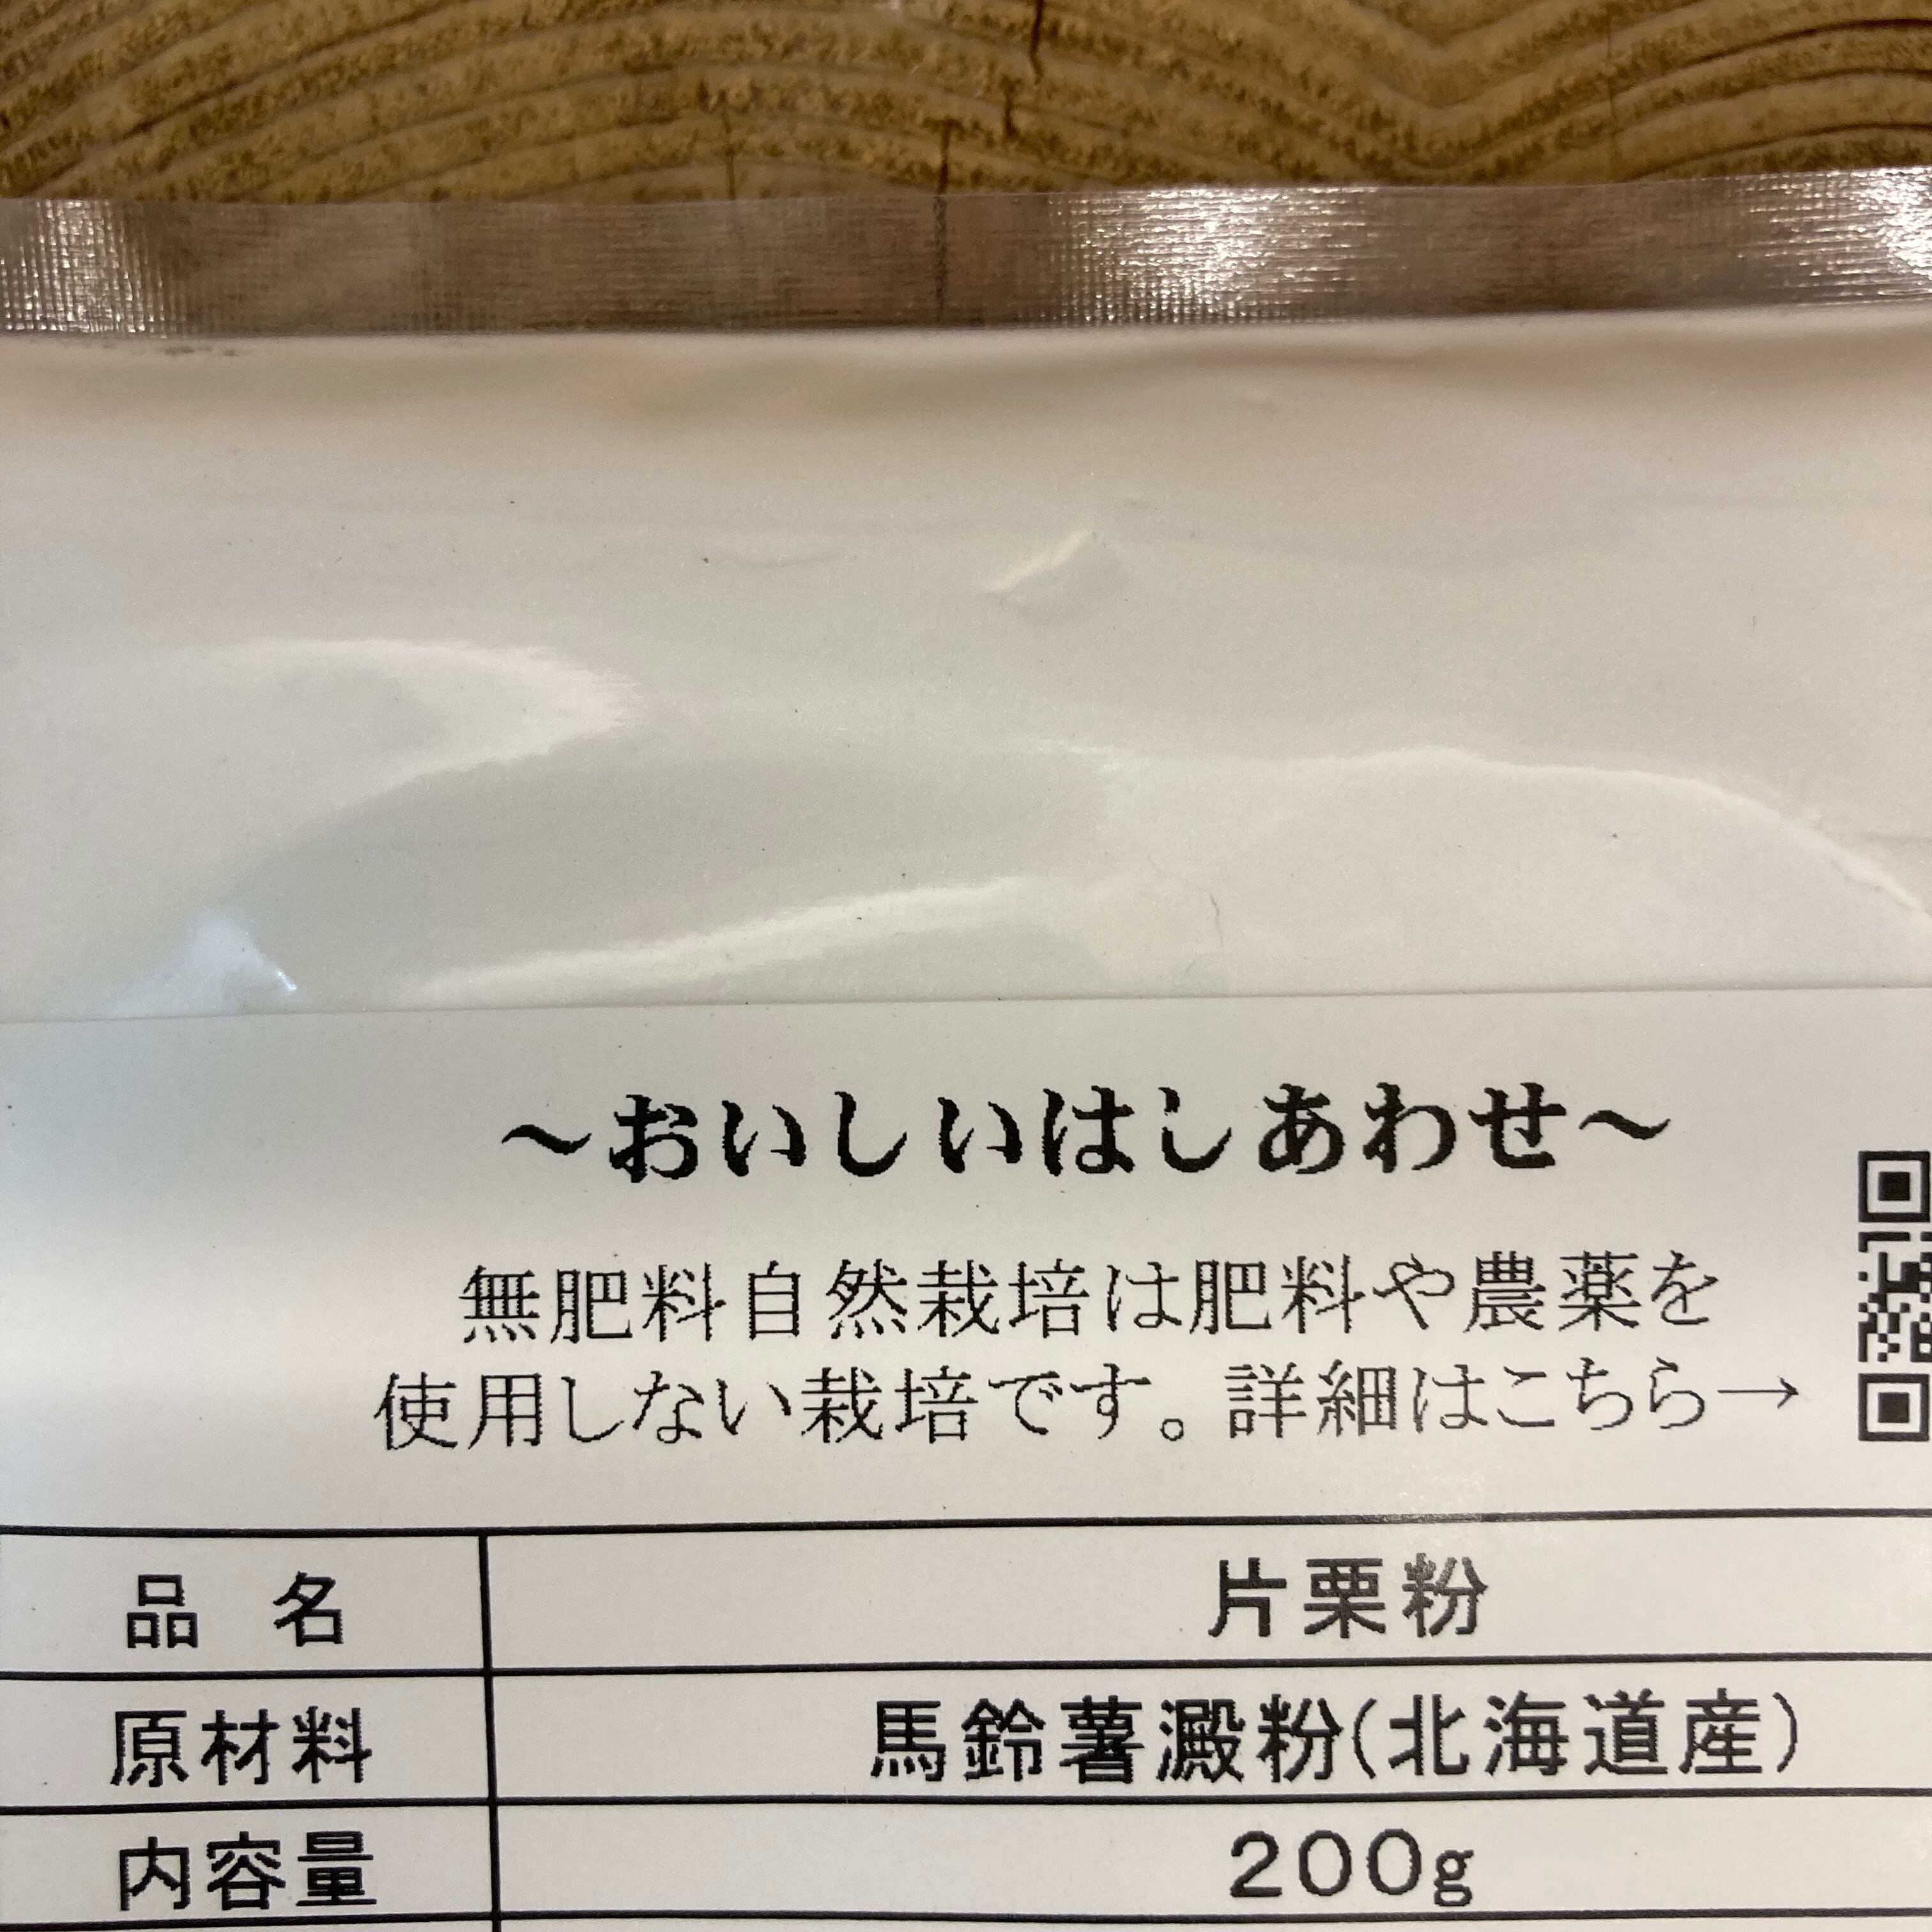 ～おいしいはしあわせ～
無肥料自然栽培は肥料や農薬を
使用しない栽培です。詳細はこちら→
品 名 片栗粉
原材料 馬鈴薯澱粉(北海道産)
内容量 200g